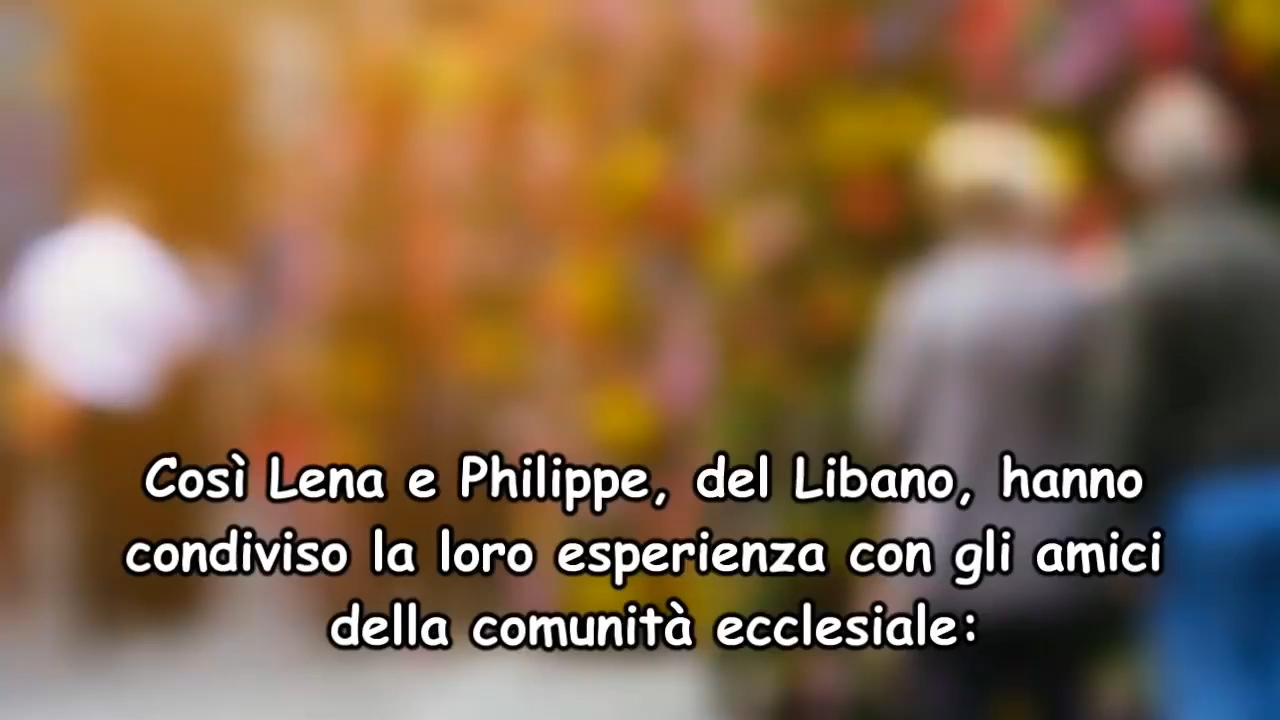 Così Lena e Philippe, del Libano, hanno
condiviso la loro esperienza con gli amici
della comunità ecclesiale: